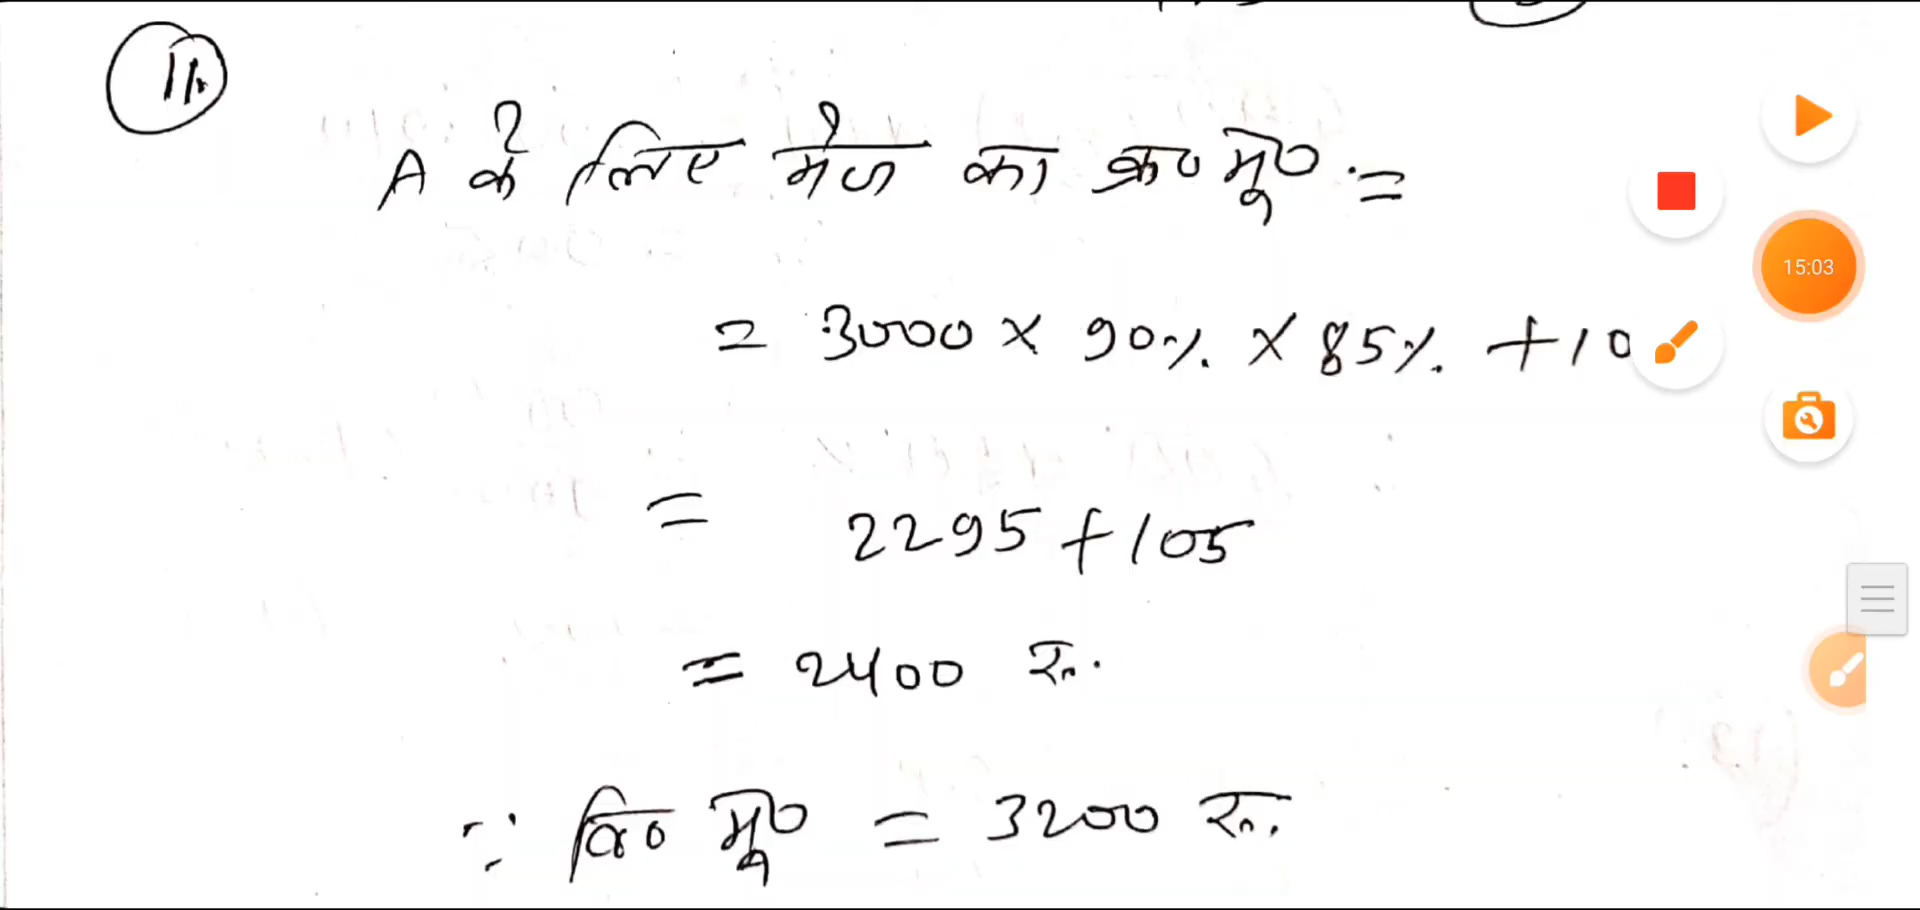 11.
A के लिए मेज का क्र० मू०. =
= 3000 × 90% × 85% + 10
15:03
= 2295 + 105
= 2400 रू.
∵ वि० मू० = 3200 रू.